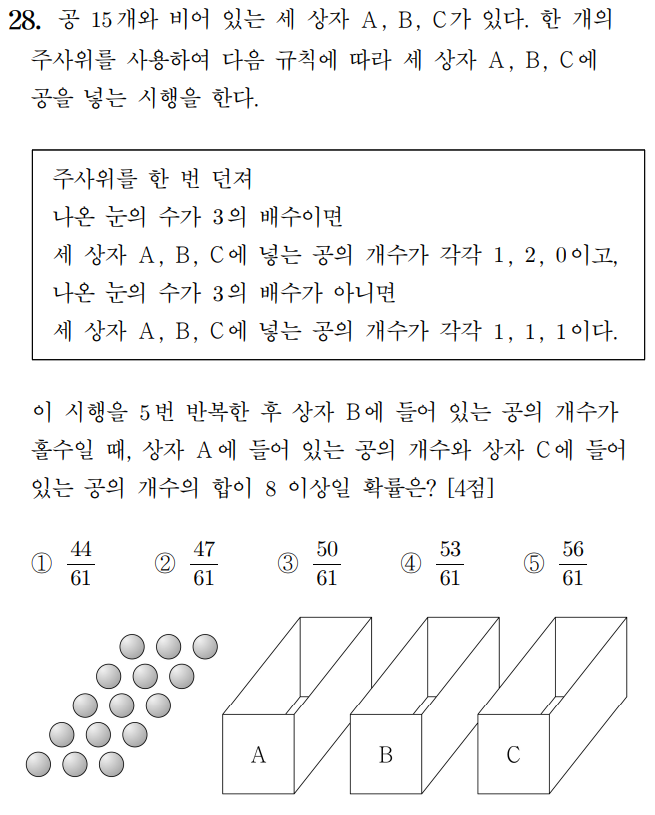 28. 공 15개와 비어 있는 세 상자 A, B, C가 있다. 한 개의
주사위를 사용하여 다음 규칙에 따라 세 상자 A, B, C에
공을 넣는 시행을 한다.
주사위를 한 번 던져
나온 눈의 수가 3의 배수이면
세 상자 A, B, C에 넣는 공의 개수가 각각 1, 2, 0이고,
나온 눈의 수가 3의 배수가 아니면
세 상자 A, B, C에 넣는 공의 개수가 각각 1, 1, 1이다.
이 시행을 5번 반복한 후 상자 B에 들어 있는 공의 개수가
홀수일 때, 상자 A에 들어 있는 공의 개수와 상자 C에 들어
있는 공의 개수의 합이 8 이상일 확률은? [4점]
① 44/61 ② 47/61 ③ 50/61 ④ 53/61 ⑤ 56/61
A B C